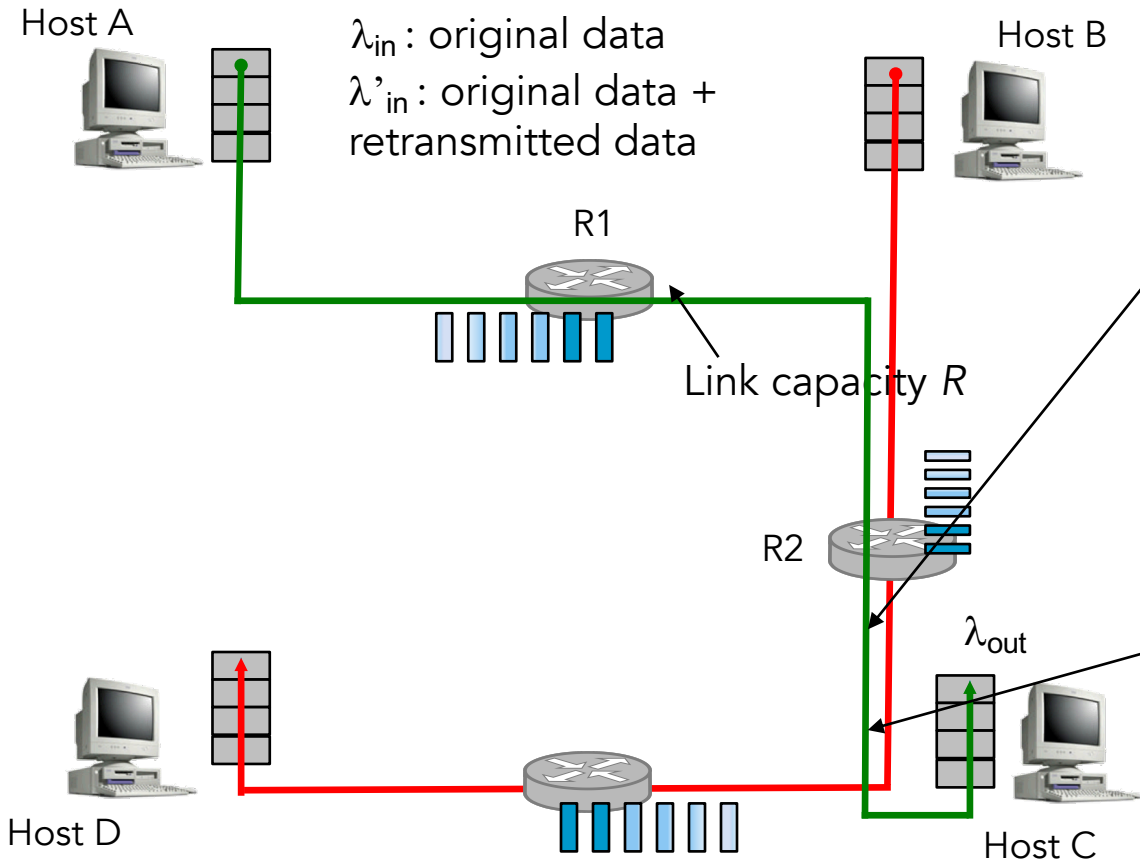 Host A
λin : original data
λ’in : original data +
retransmitted data
Host B
R1
Link capacity R
R2
λout
Host D
Host C